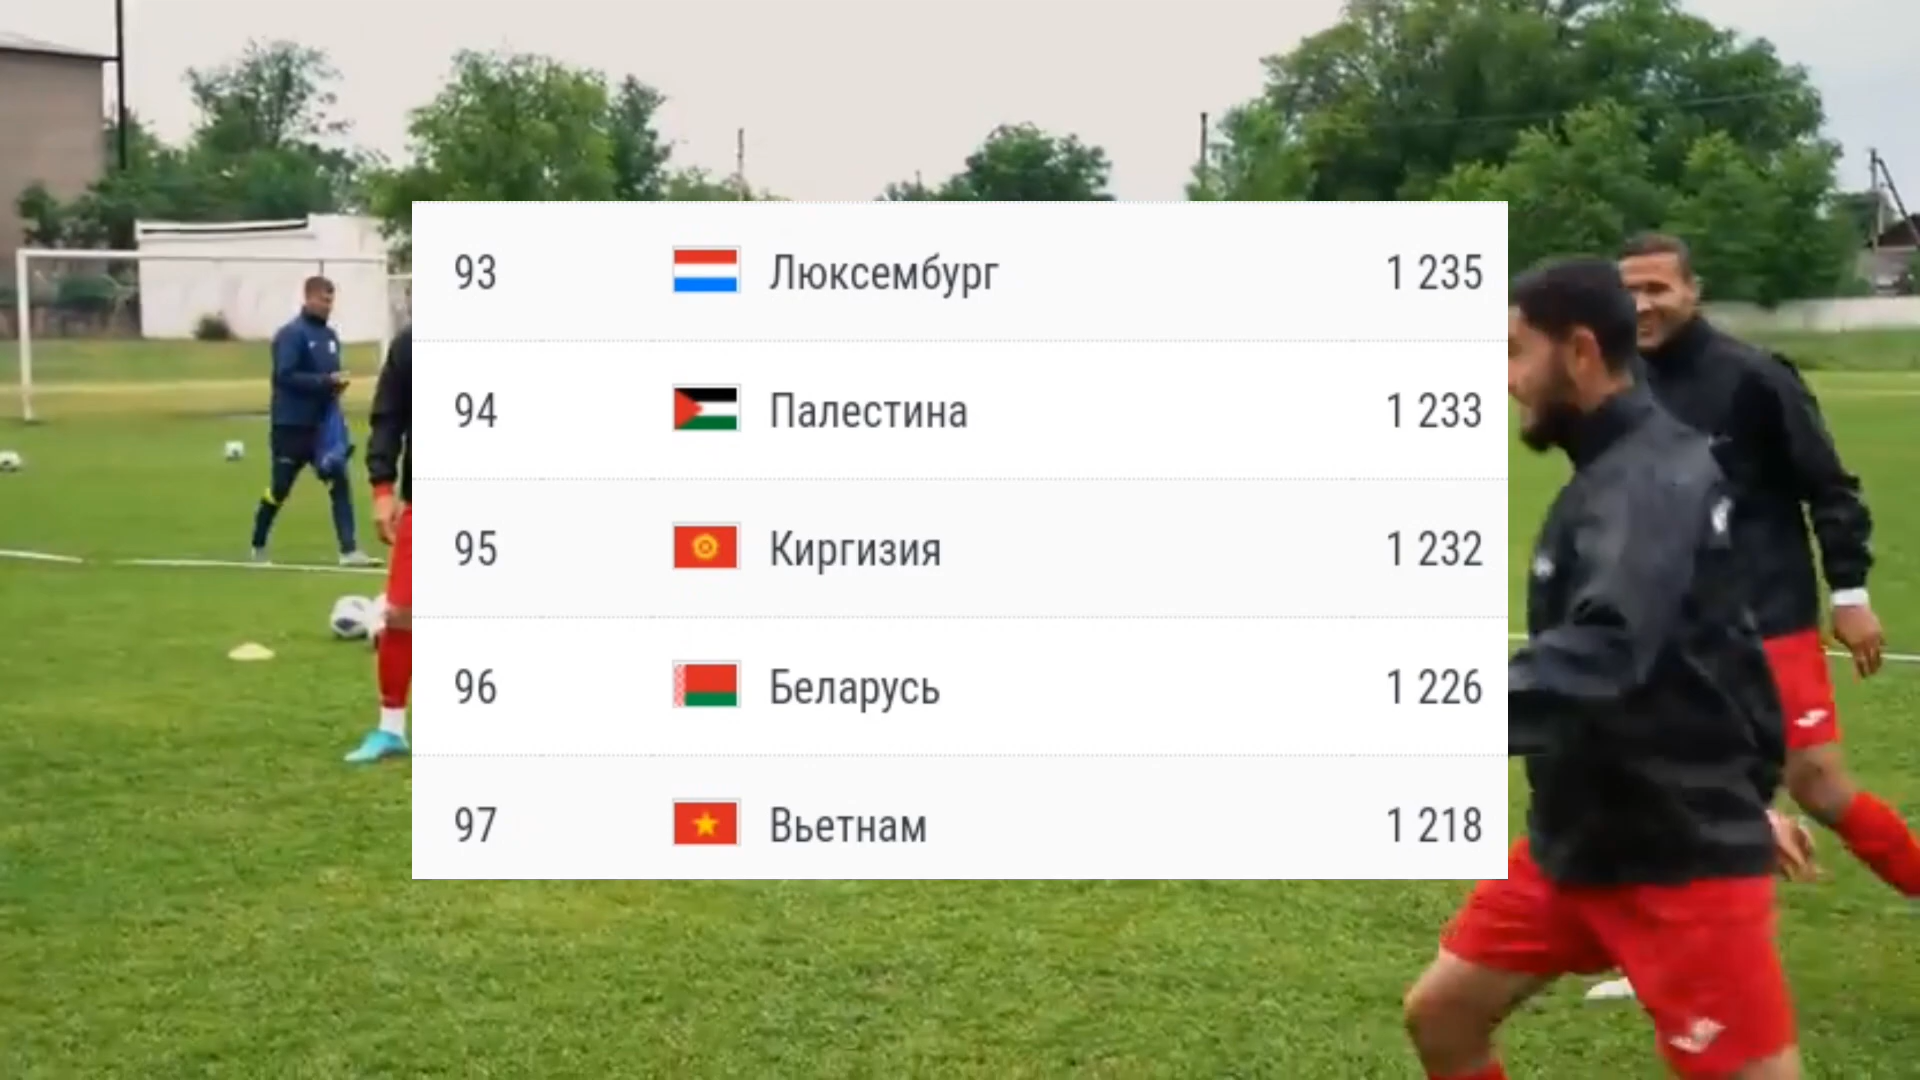 93 Люксембург 1 235
94 Палестина 1 233
95 Киргизия 1 232
96 Беларусь 1 226
97 Вьетнам 1 218